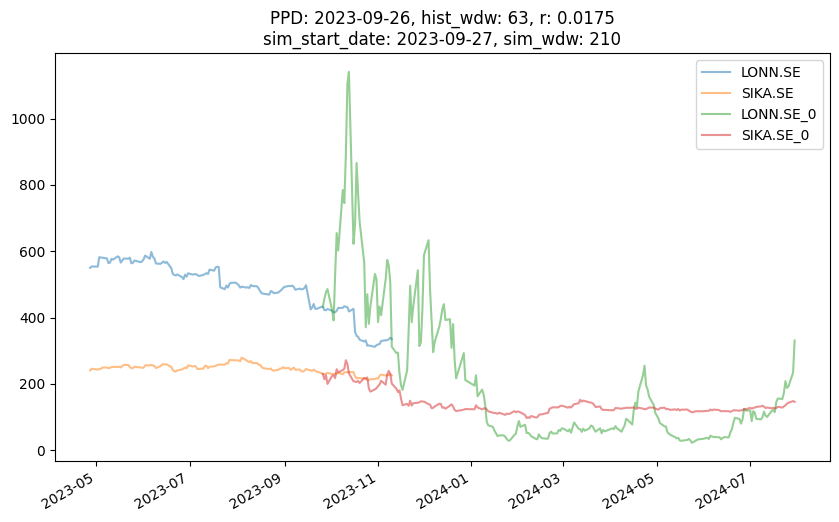 PPD: 2023-09-26, hist_wdw: 63, r: 0.0175
sim_start_date: 2023-09-27, sim_wdw: 210
LONN.SE
SIKA.SE
LONN.SE_0
SIKA.SE_0
1000
800
600
400
200
0
2023-05
2023-07
2023-09
2023-11
2024-01
2024-03
2024-05
2024-07